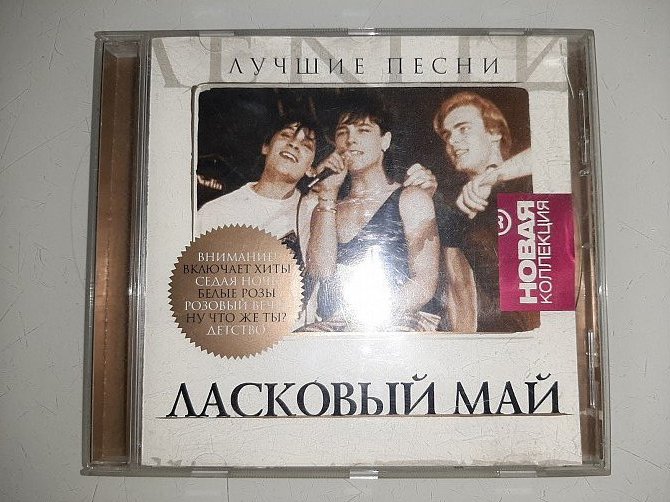 ЛУЧШИЕ ПЕСНИ
ВНИМАНИЕ!
ВКЛЮЧАЕТ ХИТЫ
СЕДАЯ НОЧЬ
БЕЛЫЕ РОЗЫ
РОЗОВЫЙ ВЕЧЕР
НУ ЧТО ЖЕ ТЫ?
ДЕТСТВО
НОВАЯ
КОЛЛЕКЦИЯ
ЛАСКОВЫЙ МАЙ